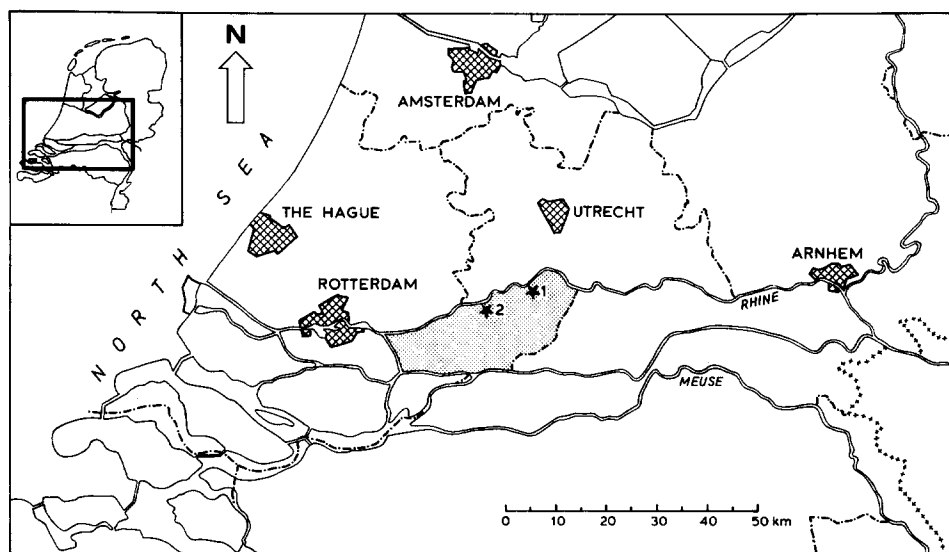 N
AMSTERDAM
NORTH SEA
THE HAGUE
UTRECHT
ARNHEM
ROTTERDAM
1
2
RHINE
MEUSE
0 10 20 30 40 50 km